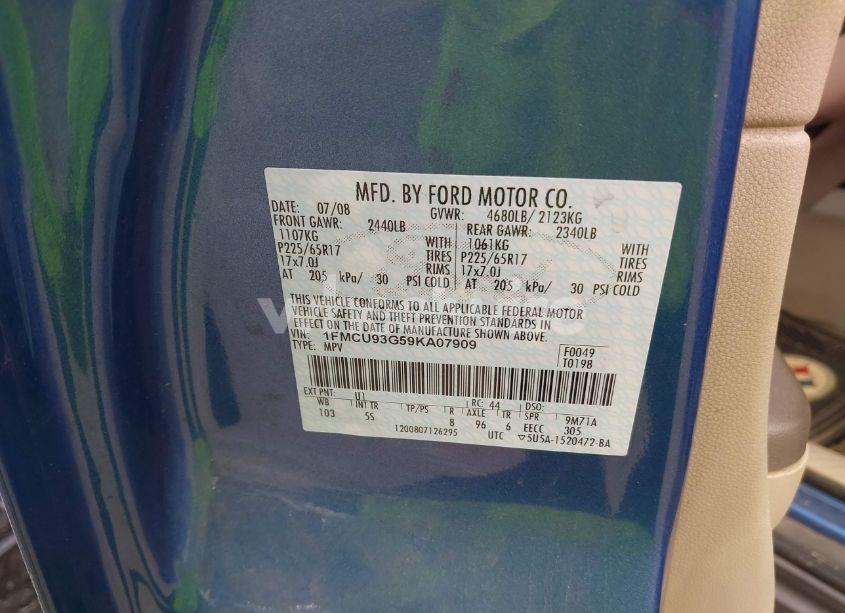 MFD. BY FORD MOTOR CO.
DATE: 07/08 GVWR: 4680LB/ 2123KG
FRONT GAWR: 2440LB REAR GAWR: 2340LB
1107KG WITH 1061KG WITH
P225/65R17 TIRES P225/65R17 TIRES
17x7.0J RIMS 17x7.0J RIMS
AT 205 kPa/ 30 PSI COLD AT 205 kPa/ 30 PSI COLD
THIS VEHICLE CONFORMS TO ALL APPLICABLE FEDERAL MOTOR
VEHICLE SAFETY AND THEFT PREVENTION STANDARDS IN
EFFECT ON THE DATE OF MANUFACTURE SHOWN ABOVE.
VIN: 1FMCU93G59KA07909 F0049
TYPE: MPV T0198
EXT PNT: UI RC: 44 DSO:
WB INT TR TP/PS R AXLE TR SPR 9M71A
103 5S 8 96 6 EECC 305
1200807126295 UTC ▽5U5A-1520472-BA